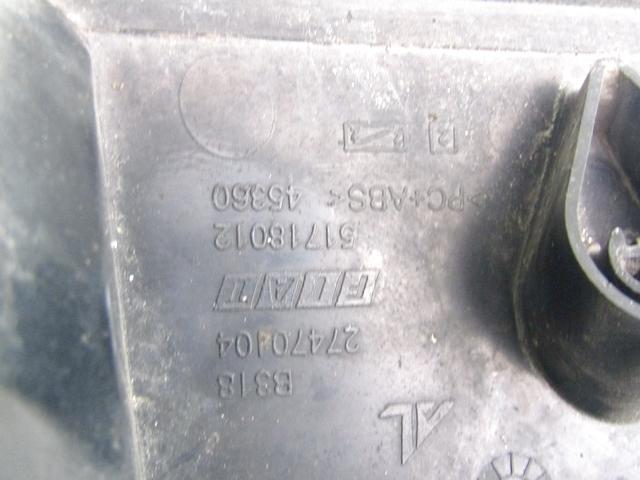 AL
B318
27470104
FIAT
51718012
>PC+ABS< 45360